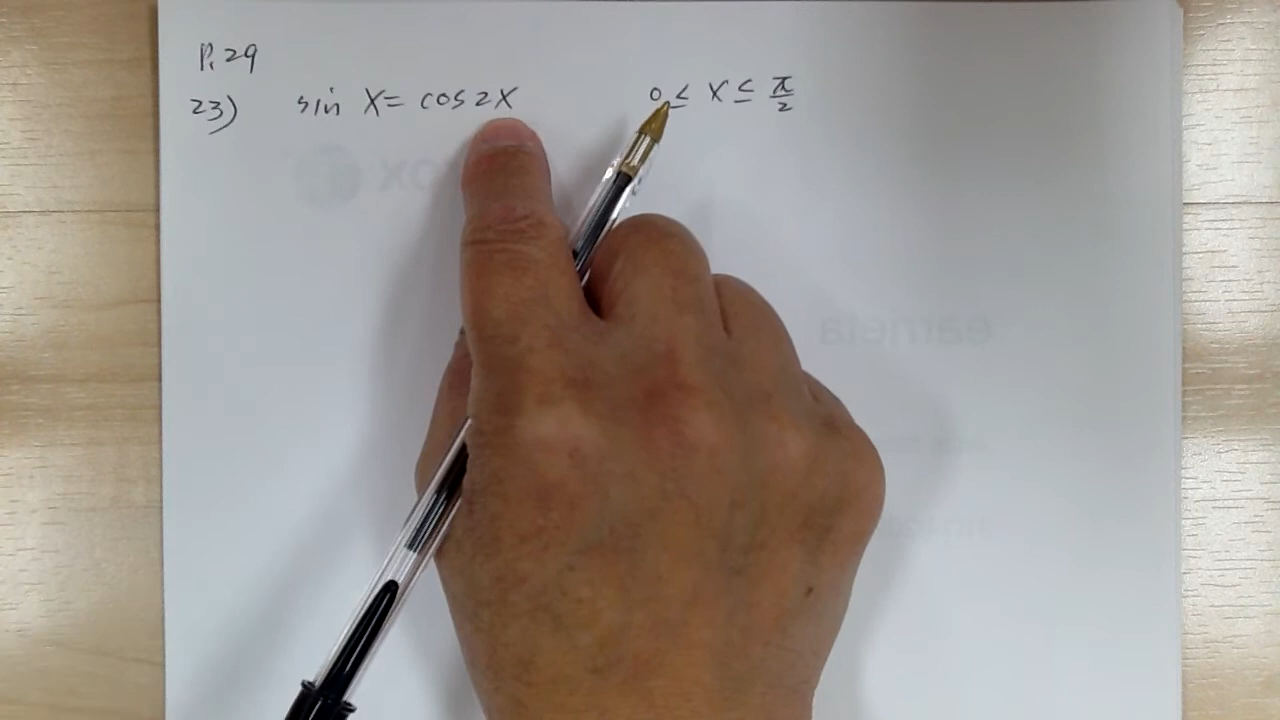 P.29
23) sin x = cos 2x 0 ≤ x ≤ π/2